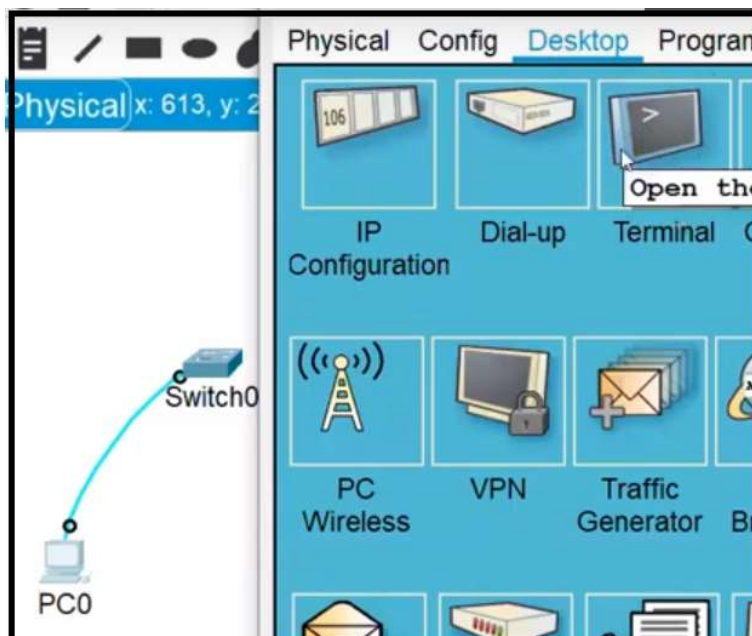 Physical Config Desktop Program
Physical x: 613, y: 2
106
>
Open the
IP
Configuration
Dial-up
Terminal
Switch0
PC
Wireless
VPN
Traffic
Generator
PC0